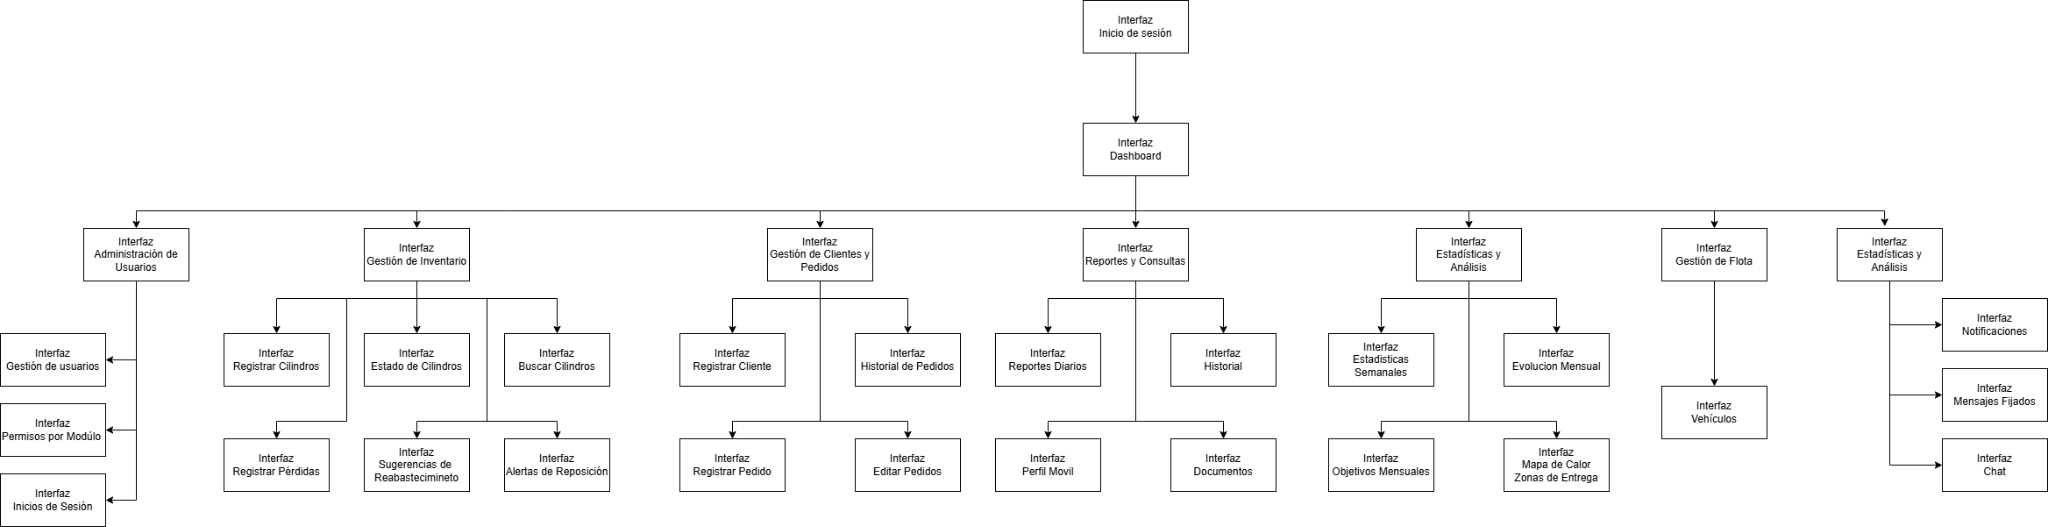 Interfaz
Inicio de sesión
Interfaz
Dashboard
Interfaz
Administración de
Usuarios
Interfaz
Gestión de Inventario
Interfaz
Gestión de Clientes y
Pedidos
Interfaz
Reportes y Consultas
Interfaz
Estadísticas y
Análisis
Interfaz
Gestión de Flota
Interfaz
Estadísticas y
Análisis
Interfaz
Gestión de usuarios
Interfaz
Permisos por Modúlo
Interfaz
Inicios de Sesión
Interfaz
Registrar Cilindros
Interfaz
Estado de Cilindros
Interfaz
Buscar Cilindros
Interfaz
Registrar Pérdidas
Interfaz
Sugerencias de
Reabastecimineto
Interfaz
Alertas de Reposición
Interfaz
Registrar Cliente
Interfaz
Historial de Pedidos
Interfaz
Registrar Pedido
Interfaz
Editar Pedidos
Interfaz
Reportes Diarios
Interfaz
Historial
Interfaz
Perfil Movil
Interfaz
Documentos
Interfaz
Estadisticas
Semanales
Interfaz
Evolucion Mensual
Interfaz
Objetivos Mensuales
Interfaz
Mapa de Calor
Zonas de Entrega
Interfaz
Vehículos
Interfaz
Notificaciones
Interfaz
Mensajes Fijados
Interfaz
Chat